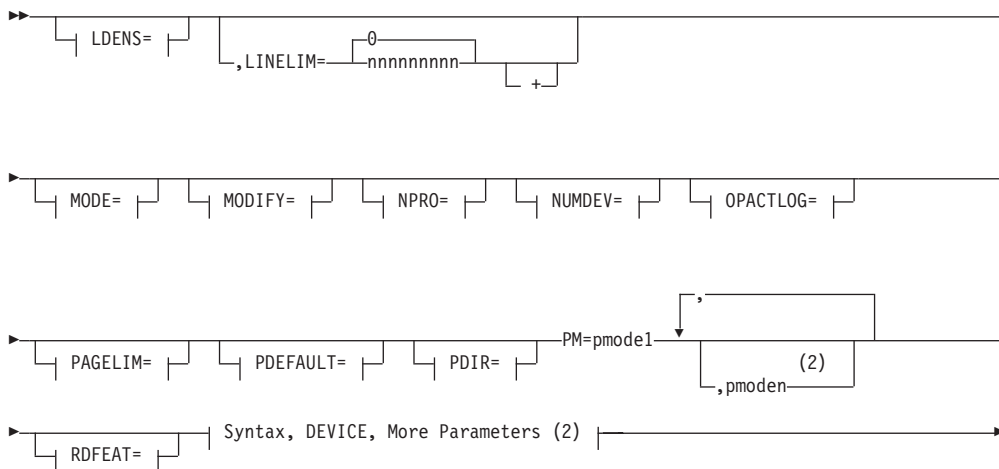 LDENS=
0
,LINELIM= nnnnnnnnn
+
MODE= MODIFY= NPRO= NUMDEV= OPACTLOG=
,
PM=pmode1
PAGELIM= PDEFAULT= PDIR= (2)
,pmoden
Syntax, DEVICE, More Parameters (2)
RDFEAT=